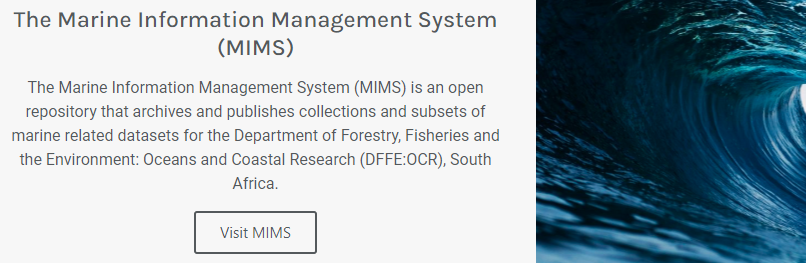 The Marine Information Management System
(MIMS)
The Marine Information Management System (MIMS) is an open
repository that archives and publishes collections and subsets of
marine related datasets for the Department of Forestry, Fisheries and
the Environment: Oceans and Coastal Research (DFFE:OCR), South
Africa.
Visit MIMS